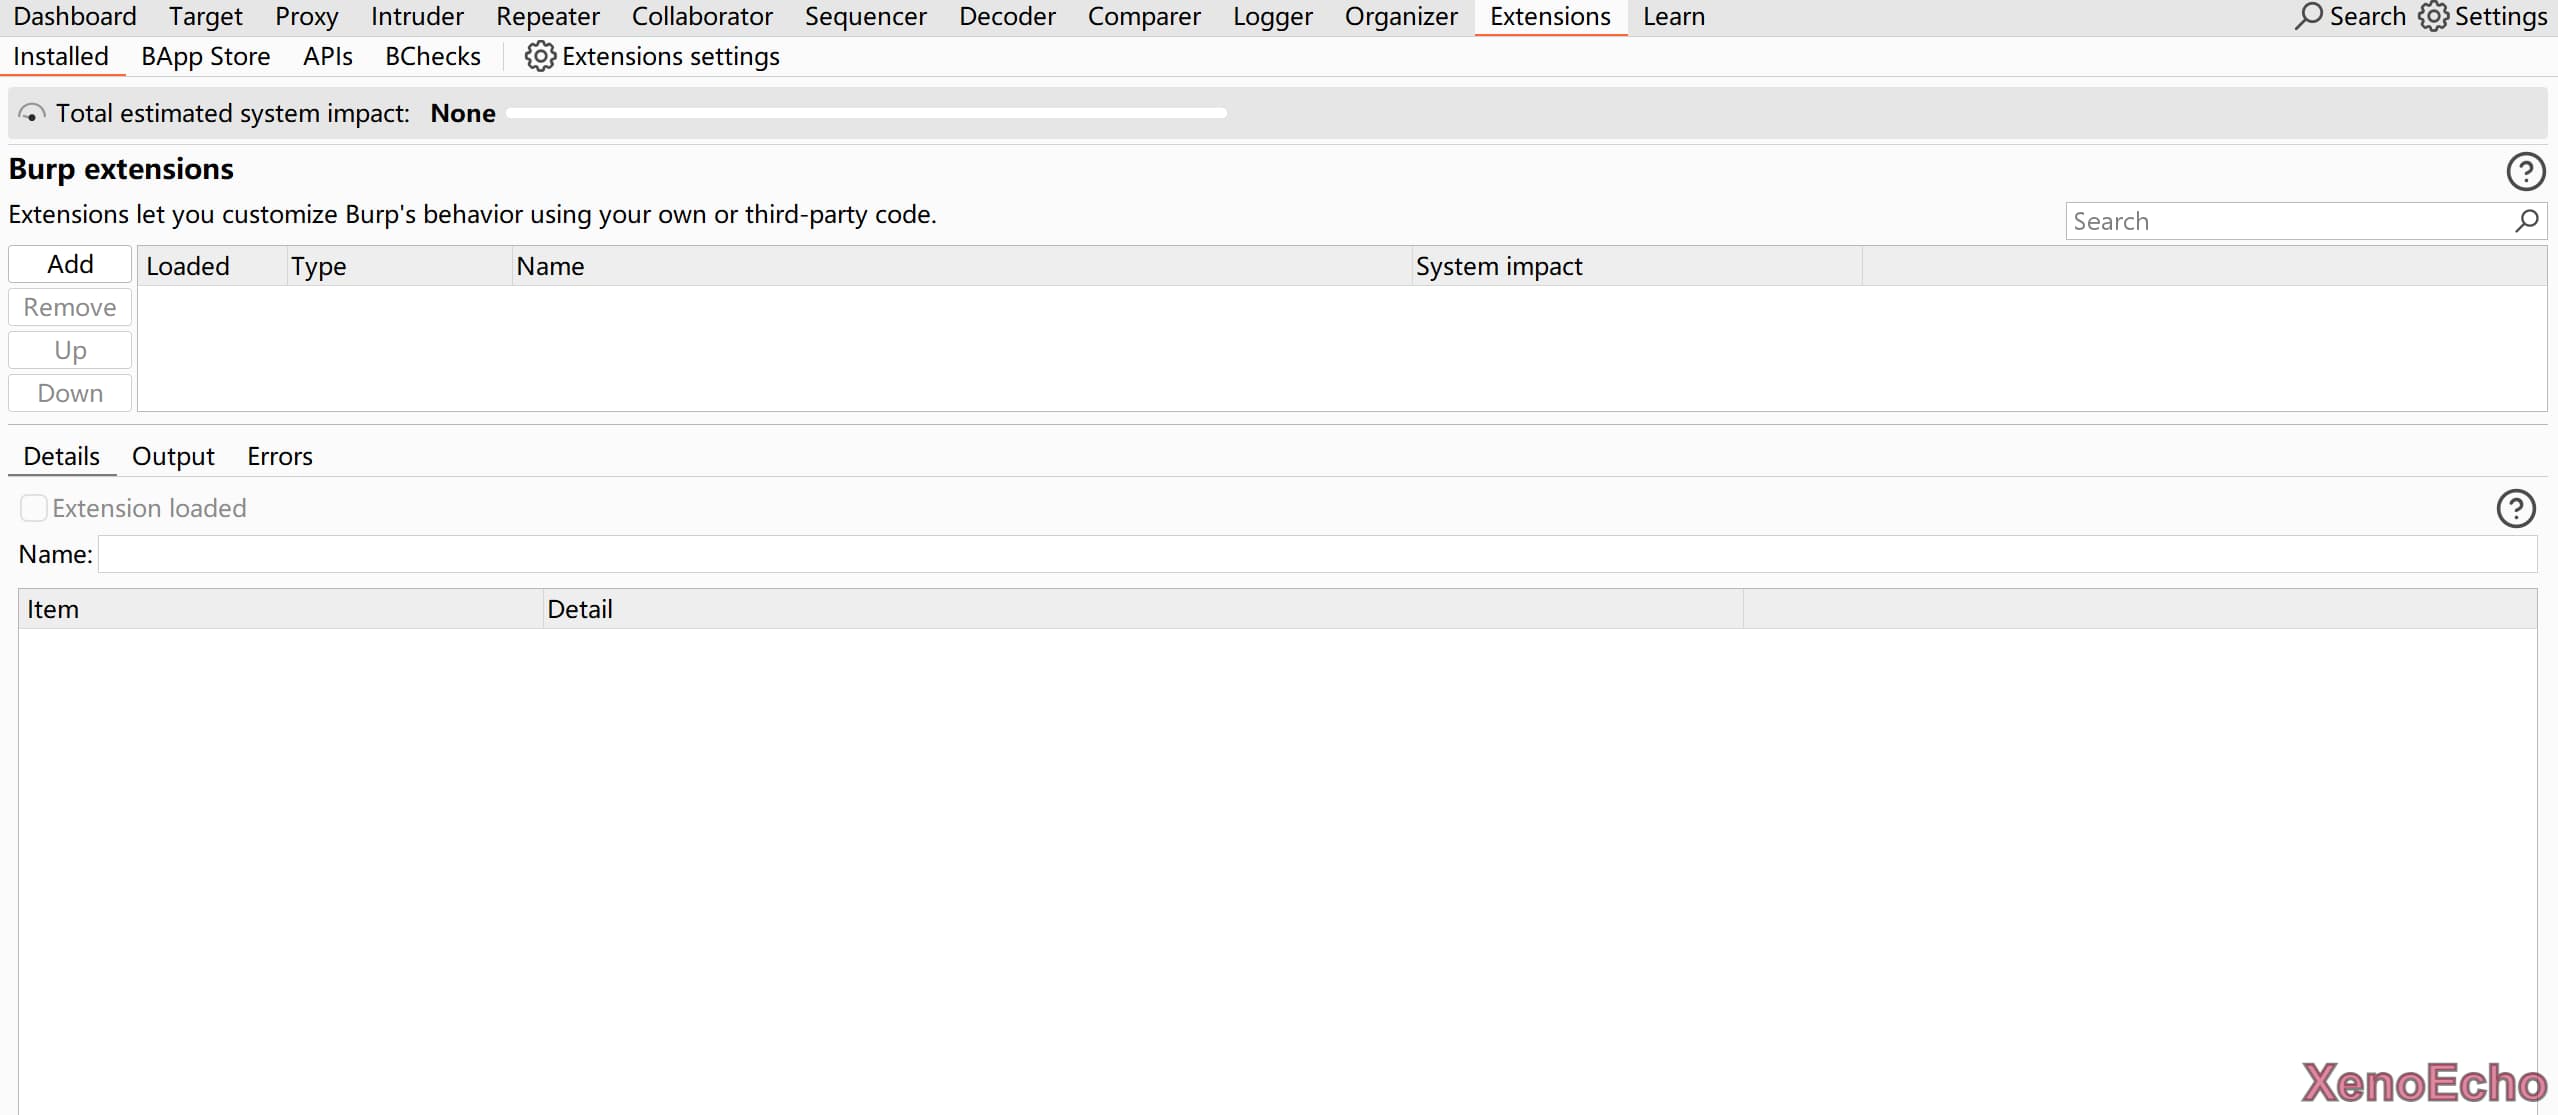 Dashboard Target Proxy Intruder Repeater Collaborator Sequencer Decoder Comparer Logger Organizer Extensions Learn Search Settings
Installed BApp Store APIs BChecks Extensions settings
Total estimated system impact: None
Burp extensions
Extensions let you customize Burp's behavior using your own or third-party code.
Search
Add Loaded Type Name System impact
Remove
Up
Down
Details Output Errors
Extension loaded
Name:
Item Detail
XenoEcho